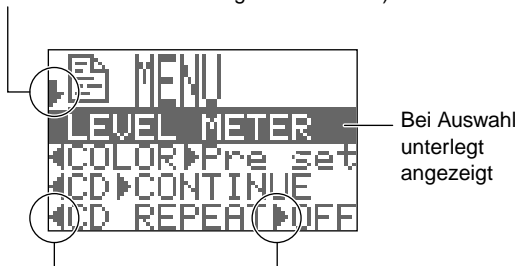 MENU
LEVEL METER
COLOR Pre set
CD CONTINUE
CD REPEAT OFF
Bei Auswahl
unterlegt
angezeigt